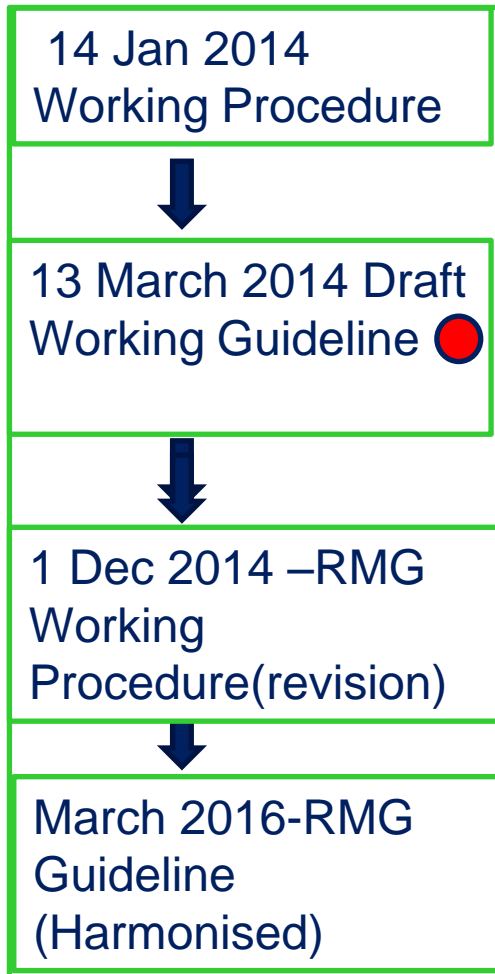 14 Jan 2014
Working Procedure
13 March 2014 Draft
Working Guideline
1 Dec 2014 –RMG
Working
Procedure(revision)
March 2016-RMG
Guideline
(Harmonised)